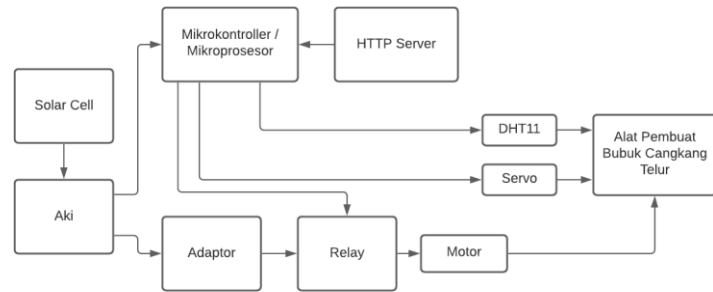 Mikrokontroller /
Mikroprosesor
HTTP Server
Solar Cell
DHT11
Alat Pembuat
Bubuk Cangkang
Telur
Servo
Aki
Adaptor
Relay
Motor